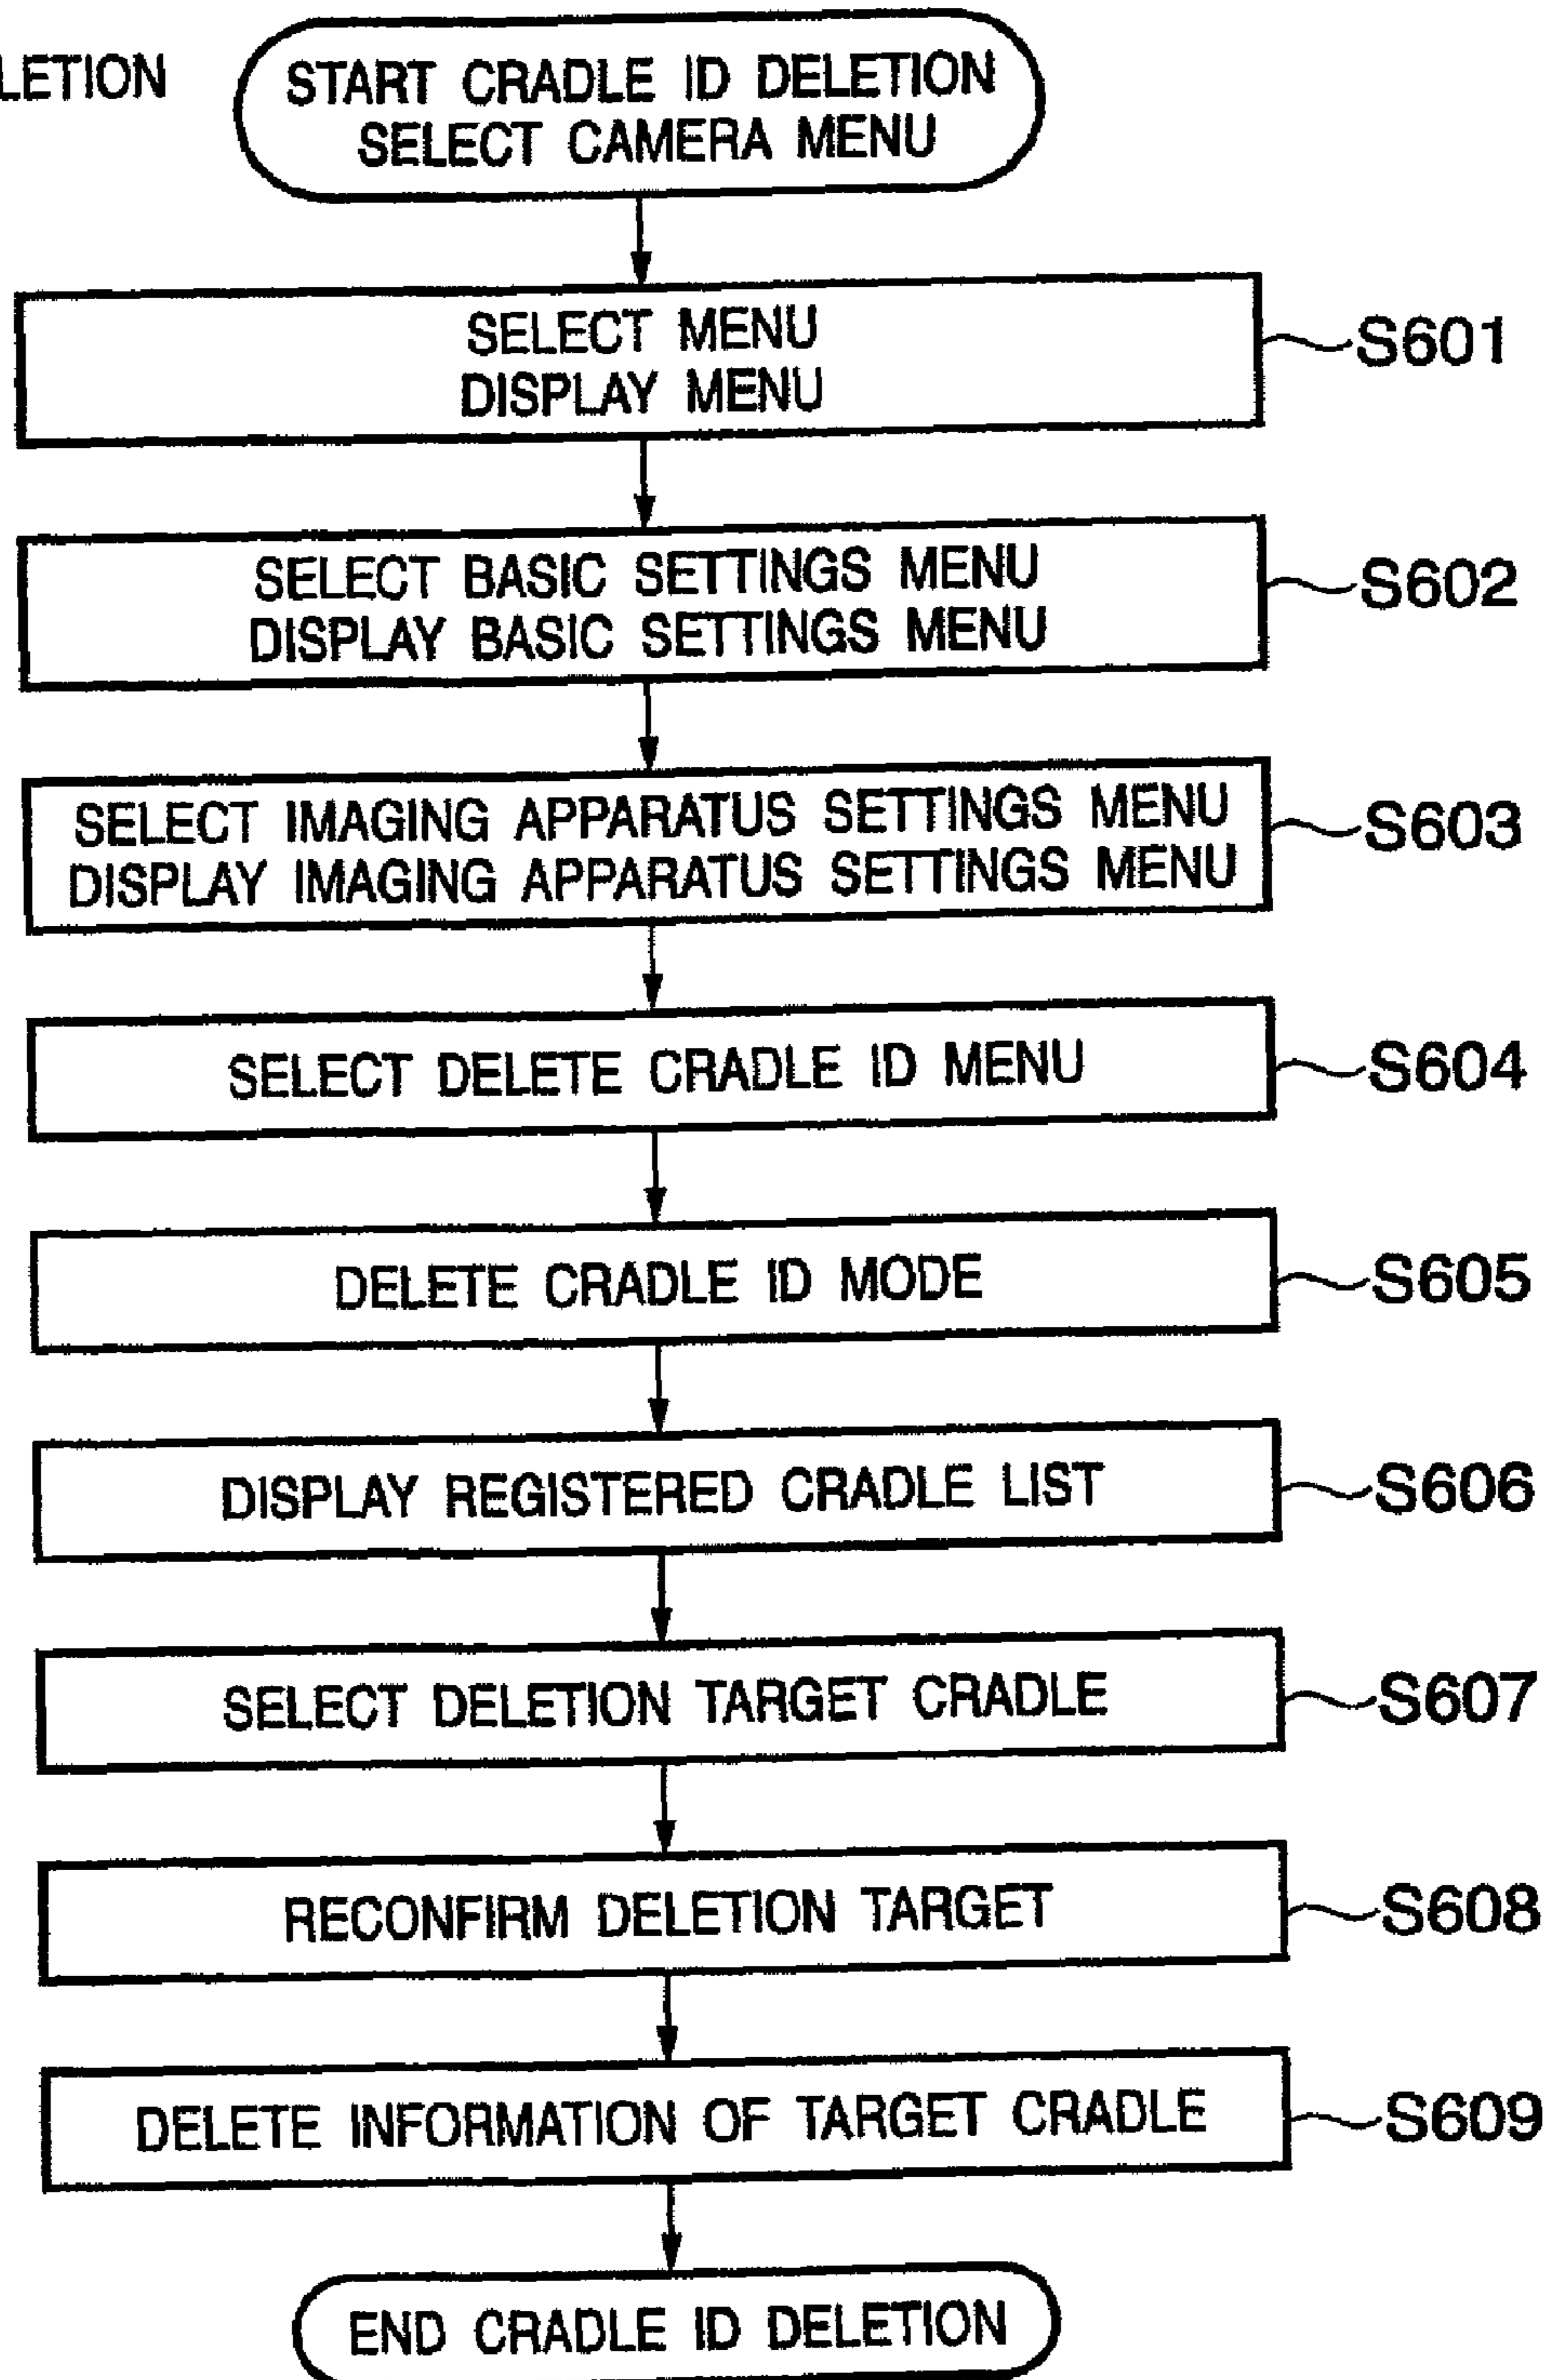 START CRADLE ID DELETION
SELECT CAMERA MENU
SELECT MENU
DISPLAY MENU
S601
SELECT BASIC SETTINGS MENU
DISPLAY BASIC SETTINGS MENU
S602
SELECT IMAGING APPARATUS SETTINGS MENU
DISPLAY IMAGING APPARATUS SETTINGS MENU
S603
SELECT DELETE CRADLE ID MENU
S604
DELETE CRADLE ID MODE
S605
DISPLAY REGISTERED CRADLE LIST
S606
SELECT DELETION TARGET CRADLE
S607
RECONFIRM DELETION TARGET
S608
DELETE INFORMATION OF TARGET CRADLE
S609
END CRADLE ID DELETION